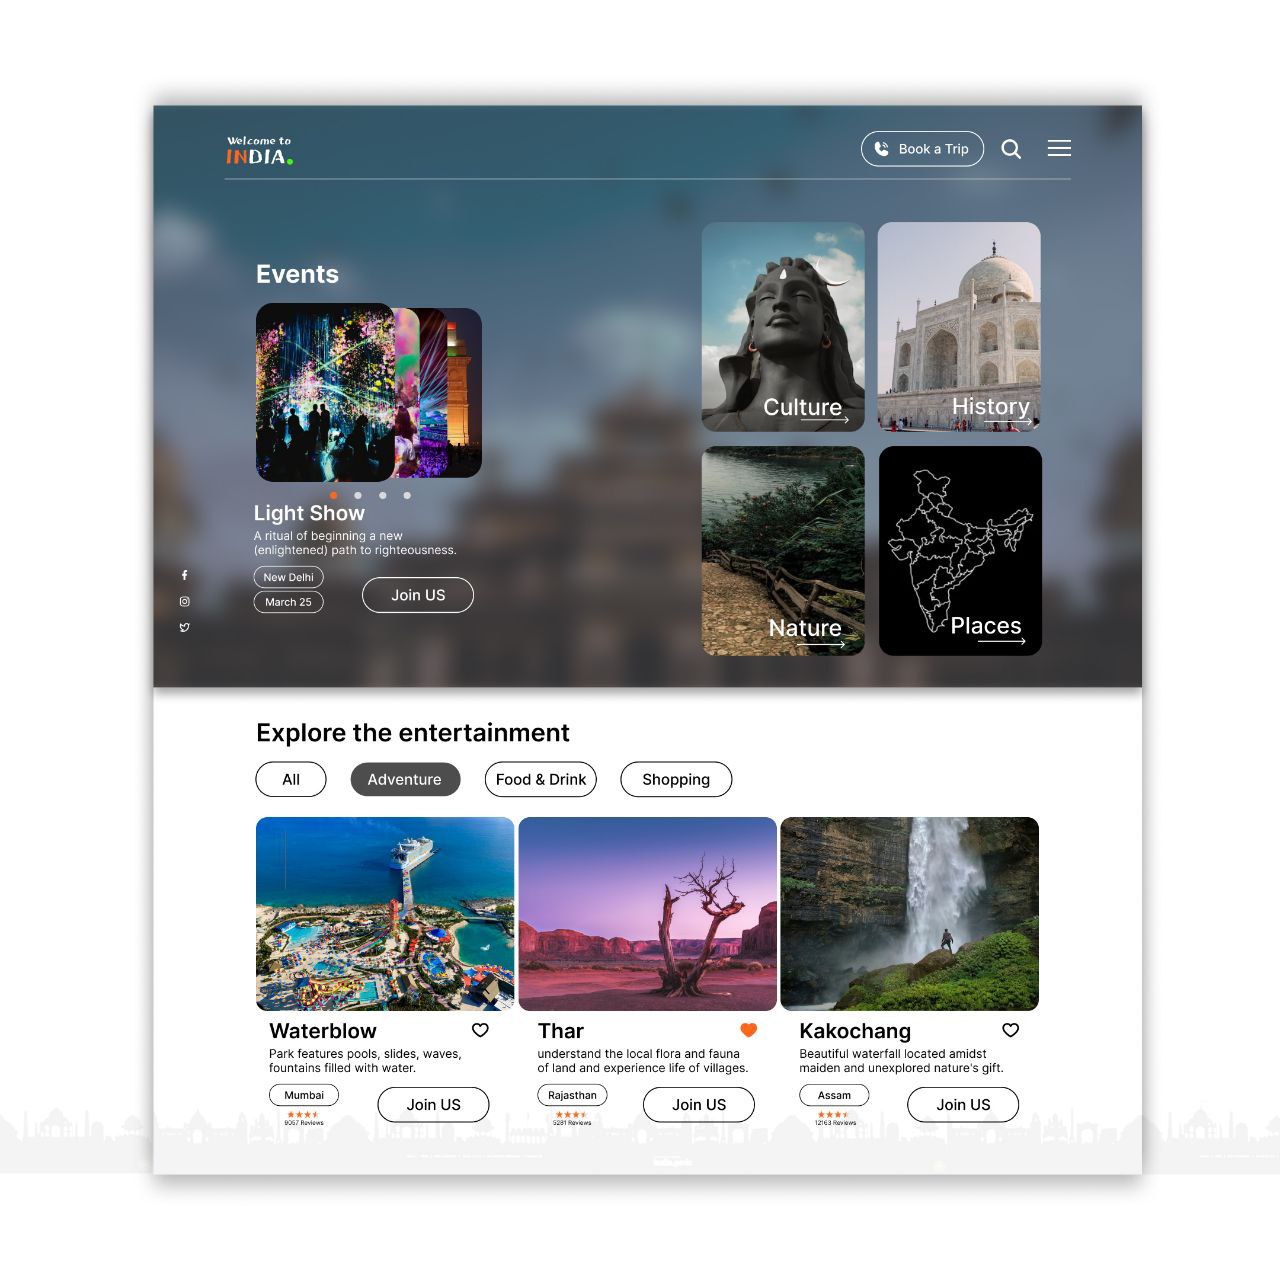 Welcome to
INDIA.
Book a Trip
Events
Light Show
A ritual of beginning a new
(enlightened) path to righteousness.
New Delhi
March 25
Join US
Culture
History
Nature
Places
Explore the entertainment
All
Adventure
Food & Drink
Shopping
Waterblow
Park features pools, slides, waves,
fountains filled with water.
Mumbai
9057 Reviews
Join US
Thar
understand the local flora and fauna
of land and experience life of villages.
Rajasthan
5281 Reviews
Join US
Kakochang
Beautiful waterfall located amidst
maiden and unexplored nature's gift.
Assam
12163 Reviews
Join US